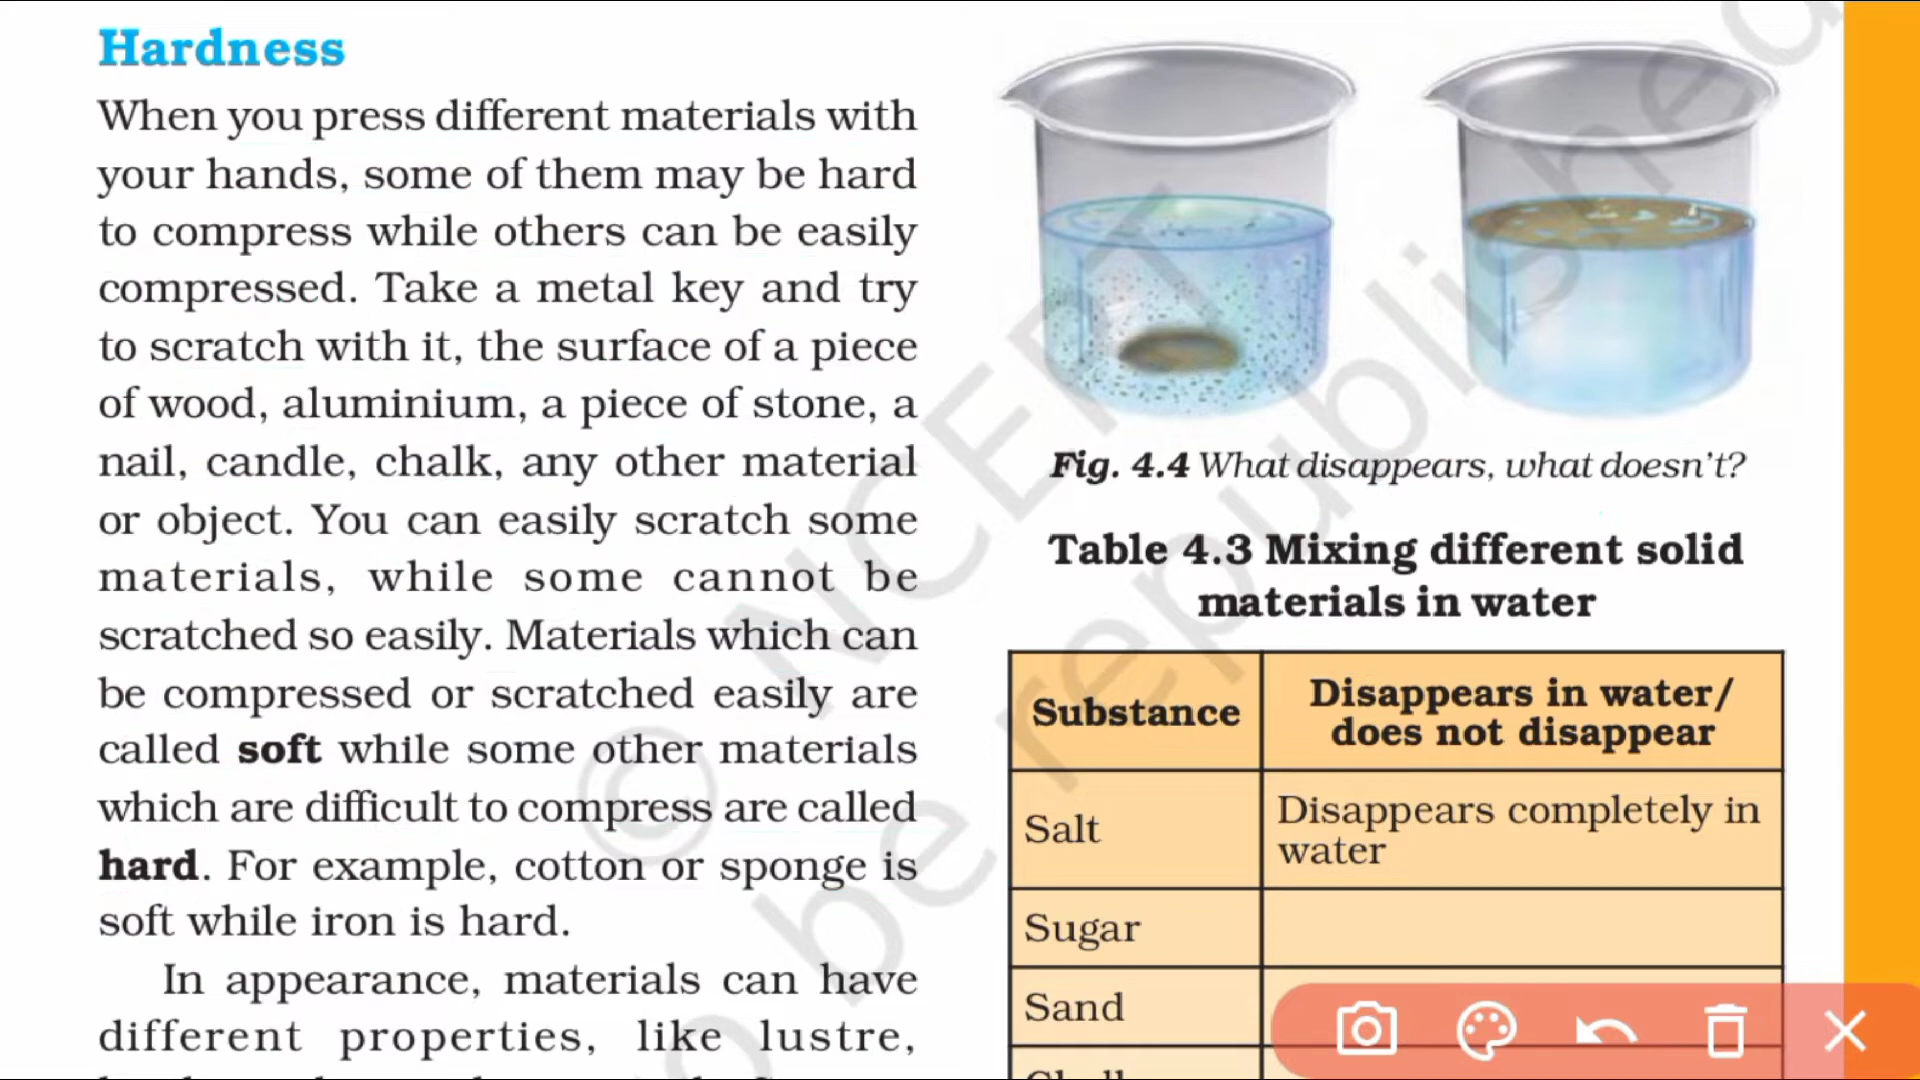 Hardness
When you press different materials with
your hands, some of them may be hard
to compress while others can be easily
compressed. Take a metal key and try
to scratch with it, the surface of a piece
of wood, aluminium, a piece of stone, a
nail, candle, chalk, any other material
or object. You can easily scratch some
materials, while some cannot be
scratched so easily. Materials which can
be compressed or scratched easily are
called soft while some other materials
which are difficult to compress are called
hard. For example, cotton or sponge is
soft while iron is hard.
In appearance, materials can have
different properties, like lustre,
Fig. 4.4 What disappears, what doesn't?
Table 4.3 Mixing different solid
materials in water
Substance
Disappears in water/
does not disappear
Salt
Disappears completely in
water
Sugar
Sand
© NCERT
o be republished